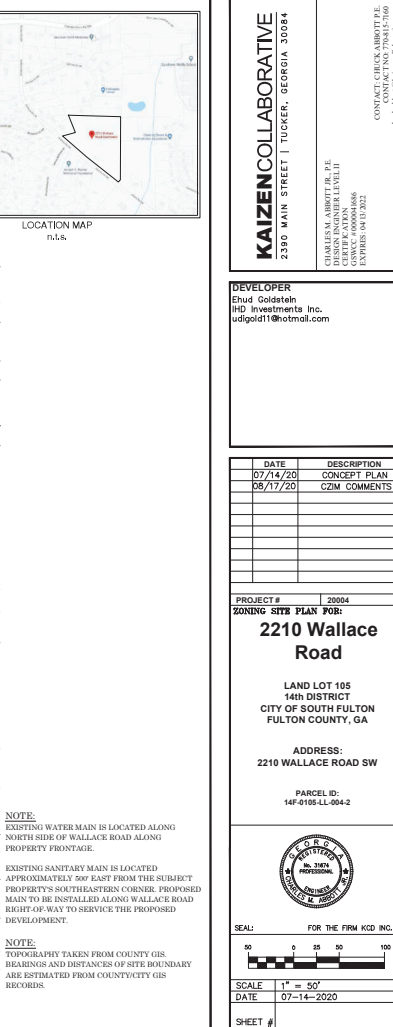 LOCATION MAP
n.t.s.
NOTE:
EXISTING WATER MAIN IS LOCATED ALONG
NORTH SIDE OF WALLACE ROAD ALONG
PROPERTY FRONTAGE.
EXISTING SANITARY MAIN IS LOCATED
APPROXIMATELY 500' EAST FROM THE SUBJECT
PROPERTY'S SOUTHEASTERN CORNER. PROPOSED
MAIN TO BE INSTALLED ALONG WALLACE ROAD
RIGHT-OF-WAY TO SERVICE THE PROPOSED
DEVELOPMENT.
NOTE:
TOPOGRAPHY TAKEN FROM COUNTY GIS.
BEARINGS AND DISTANCES OF SITE BOUNDARY
ARE ESTIMATED FROM COUNTY/CITY GIS
RECORDS.
KAIZENCOLLABORATIVE
2390 MAIN STREET | TUCKER, GEORGIA 30084
CHARLES M. ABBOTT JR., P.E.
DESIGN ENGINEER LEVEL II
CERTIFICATION
GSWCC #0000041686
EXPIRES: 04/13/2022
CONTACT: CHUCK ABBOTT P.E.
CONTACT NO: 770-815-7160
DEVELOPER
Ehud Goldstein
IHD Investments Inc.
udigold11@hotmail.com
DATE DESCRIPTION
07/14/20 CONCEPT PLAN
08/17/20 CZIM COMMENTS
PROJECT # 20004
ZONING SITE PLAN FOR:
2210 Wallace
Road
LAND LOT 105
14th DISTRICT
CITY OF SOUTH FULTON
FULTON COUNTY, GA
ADDRESS:
2210 WALLACE ROAD SW
PARCEL ID:
14F-0105-LL-004-2
GEORGIA
REGISTERED
No. 31674
PROFESSIONAL
ENGINEER
CHARLES M. ABBOTT JR.
SEAL: FOR THE FIRM KCD INC.
50 0 25 50 100
SCALE 1" = 50'
DATE 07-14-2020
SHEET #